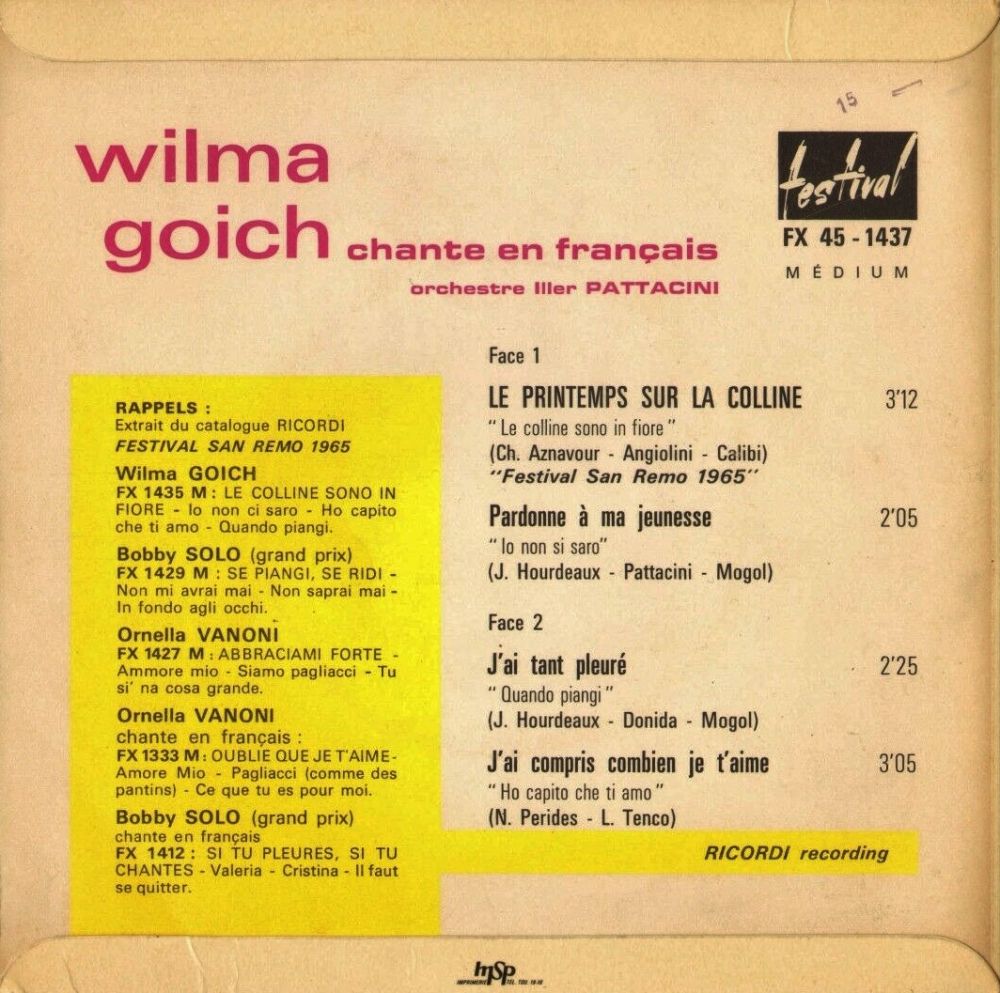 15
wilma
goich chante en français
orchestre Iller PATTACINI
festival
FX 45 - 1437
MÉDIUM
RAPPELS :
Extrait du catalogue RICORDI
FESTIVAL SAN REMO 1965
Wilma GOICH
FX 1435 M : LE COLLINE SONO IN
FIORE - Io non ci saro - Ho capito
che ti amo - Quando piangi.
Bobby SOLO (grand prix)
FX 1429 M : SE PIANGI, SE RIDI -
Non mi avrai mai - Non saprai mai -
In fondo agli occhi.
Ornella VANONI
FX 1427 M : ABBRACIAMI FORTE -
Ammore mio - Siamo pagliacci - Tu
si' na cosa grande.
Ornella VANONI
chante en français :
FX 1333 M : OUBLIE QUE JE T'AIME-
Amore Mio - Pagliacci (comme des
pantins) - Ce que tu es pour moi.
Bobby SOLO (grand prix)
chante en français
FX 1412 : SI TU PLEURES, SI TU
CHANTES - Valeria - Cristina - Il faut
se quitter.
Face 1
LE PRINTEMPS SUR LA COLLINE 3'12
"Le colline sono in fiore"
(Ch. Aznavour - Angiolini - Calibi)
"Festival San Remo 1965"
Pardonne à ma jeunesse 2'05
"Io non si saro"
(J. Hourdeaux - Pattacini - Mogol)
Face 2
J'ai tant pleuré 2'25
"Quando piangi"
(J. Hourdeaux - Donida - Mogol)
J'ai compris combien je t'aime 3'05
"Ho capito che ti amo"
(N. Perides - L. Tenco)
RICORDI recording
msp
IMPRIMERIE TEL.